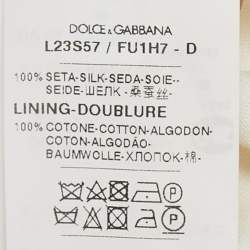 DOLCE & GABBANA
L23S57 / FU1H7 - D
100% SETA-SILK-SEDA-SOIE--
SEIDE-ШЕЛК - 桑蚕丝-
LINING-DOUBLURE
100% COTONE-COTTON-ALGODON-
COTON-ALGODÃO-
BAUMWOLLE-ХЛОПОК-棉-